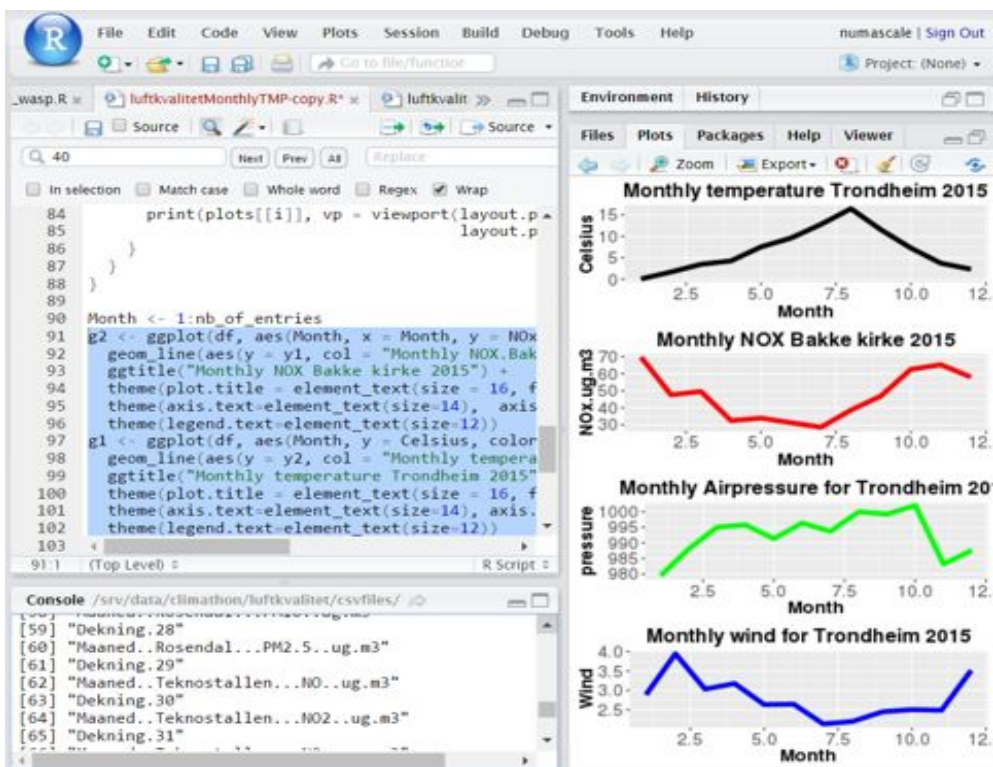 R File Edit Code View Plots Session Build Debug Tools Help numascale | Sign Out
Go to file/function Project: (None)
_wasp.R luftkvalitetMonthlyTMP-copy.R* luftkvalit
Source Source
40 Next Prev All Replace
In selection Match case Whole word Regex Wrap
84 print(plots[[i]], vp = viewport(layout.p
85 layout.p
86 }
87 }
88 }
89
90 Month <- 1:nb_of_entries
91 g2 <- ggplot(df, aes(Month, x = Month, y = NOx
92 geom_line(aes(y = y1, col = "Monthly NOX.Bak
93 ggtitle("Monthly NOX Bakke kirke 2015") +
94 theme(plot.title = element_text(size = 16, f
95 theme(axis.text=element_text(size=14), axis
96 theme(legend.text=element_text(size=12))
97 g1 <- ggplot(df, aes(Month, y = Celsius, color
98 geom_line(aes(y = y2, col = "Monthly tempera
99 ggtitle("Monthly temperature Trondheim 2015"
100 theme(plot.title = element_text(size = 16, f
101 theme(axis.text=element_text(size=14), axis.
102 theme(legend.text=element_text(size=12))
103
91:1 (Top Level) R Script
Console /srv/data/climathon/luftkvalitet/csvfiles/
[59] "Dekning.28"
[60] "Maaned..Rosendal...PM2.5..ug.m3"
[61] "Dekning.29"
[62] "Maaned..Teknostallen...NO..ug.m3"
[63] "Dekning.30"
[64] "Maaned..Teknostallen...NO2..ug.m3"
[65] "Dekning.31"
Environment History
Files Plots Packages Help Viewer
Zoom Export
Monthly temperature Trondheim 2015
Celsius
15
10
5
0
2.5 5.0 7.5 10.0 12.
Month
Monthly NOX Bakke kirke 2015
NOx.ug.m3
70
60
50
40
30
2.5 5.0 7.5 10.0 12.
Month
Monthly Airpressure for Trondheim 201
pressure
1000
995
990
985
980
2.5 5.0 7.5 10.0 12.
Month
Monthly wind for Trondheim 2015
Wind
4.0
3.5
3.0
2.5
2.5 5.0 7.5 10.0 12.
Month